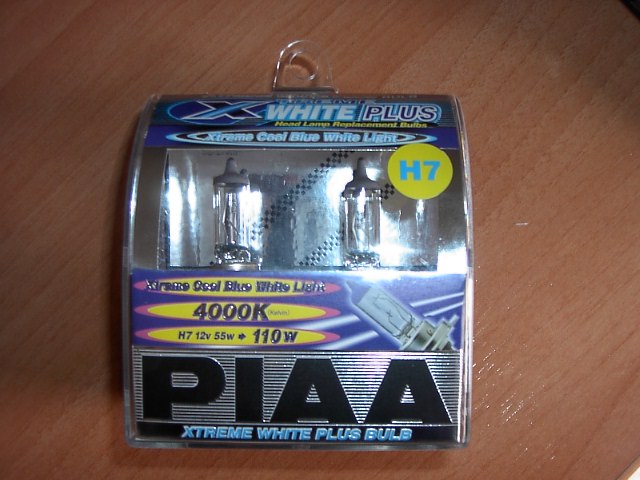 X WHITE PLUS
Head Lamp Replacement Bulbs
Xtreme Cool Blue White Light
H7
Xtreme Cool Blue White Light
4000K (Kelvin)
H7 12v 55w → 110w
PIAA
XTREME WHITE PLUS BULB